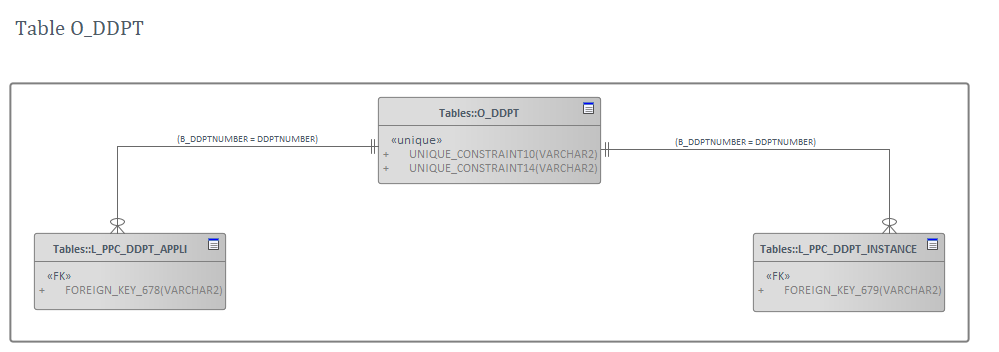 Table O_DDPT
Tables::O_DDPT
«unique»
+ UNIQUE_CONSTRAINT10(VARCHAR2)
+ UNIQUE_CONSTRAINT14(VARCHAR2)
(B_DDPTNUMBER = DDPTNUMBER)
(B_DDPTNUMBER = DDPTNUMBER)
Tables::L_PPC_DDPT_APPLI
«FK»
+ FOREIGN_KEY_678(VARCHAR2)
Tables::L_PPC_DDPT_INSTANCE
«FK»
+ FOREIGN_KEY_679(VARCHAR2)